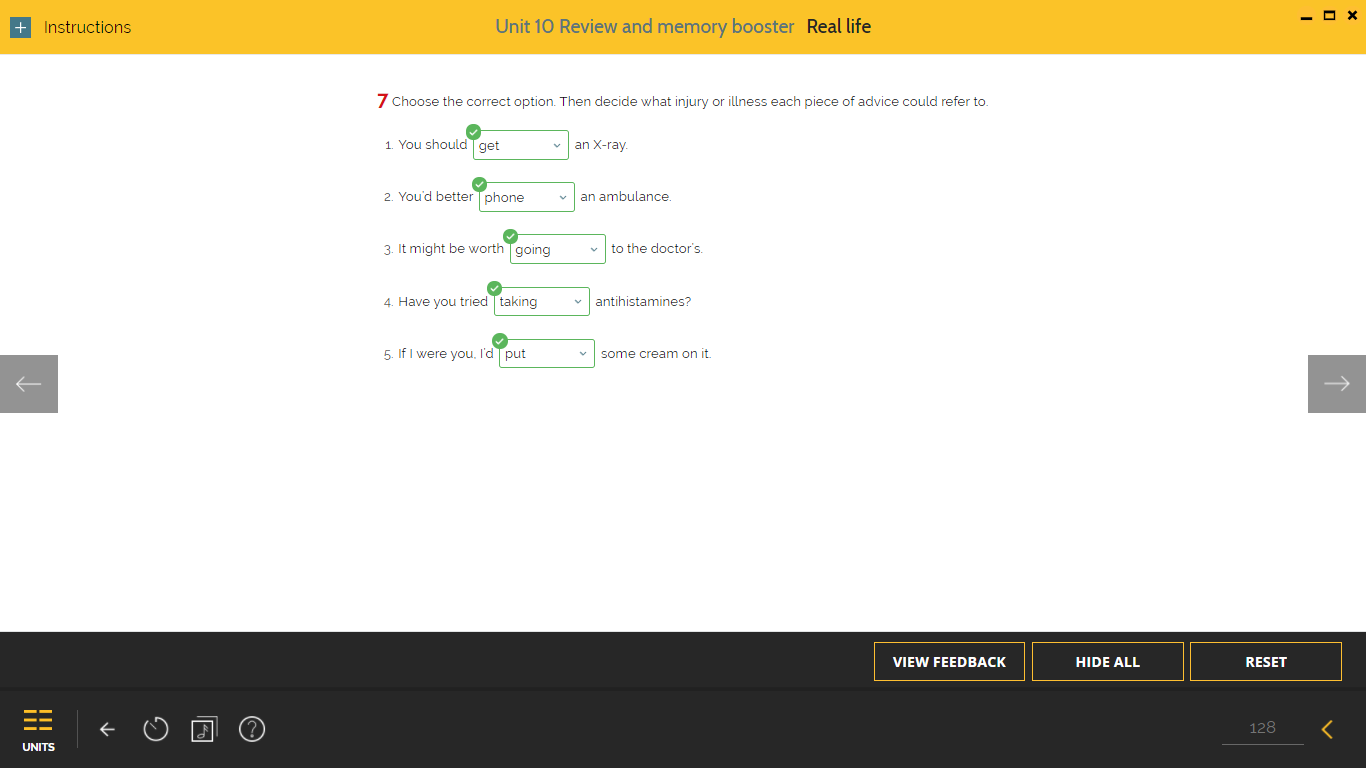 Instructions
Unit 10 Review and memory booster Real life
7 Choose the correct option. Then decide what injury or illness each piece of advice could refer to.
1. You should get an X-ray.
2. You'd better phone an ambulance.
3. It might be worth going to the doctor's.
4. Have you tried taking antihistamines?
5. If I were you, I'd put some cream on it.
VIEW FEEDBACK HIDE ALL RESET
UNITS
128